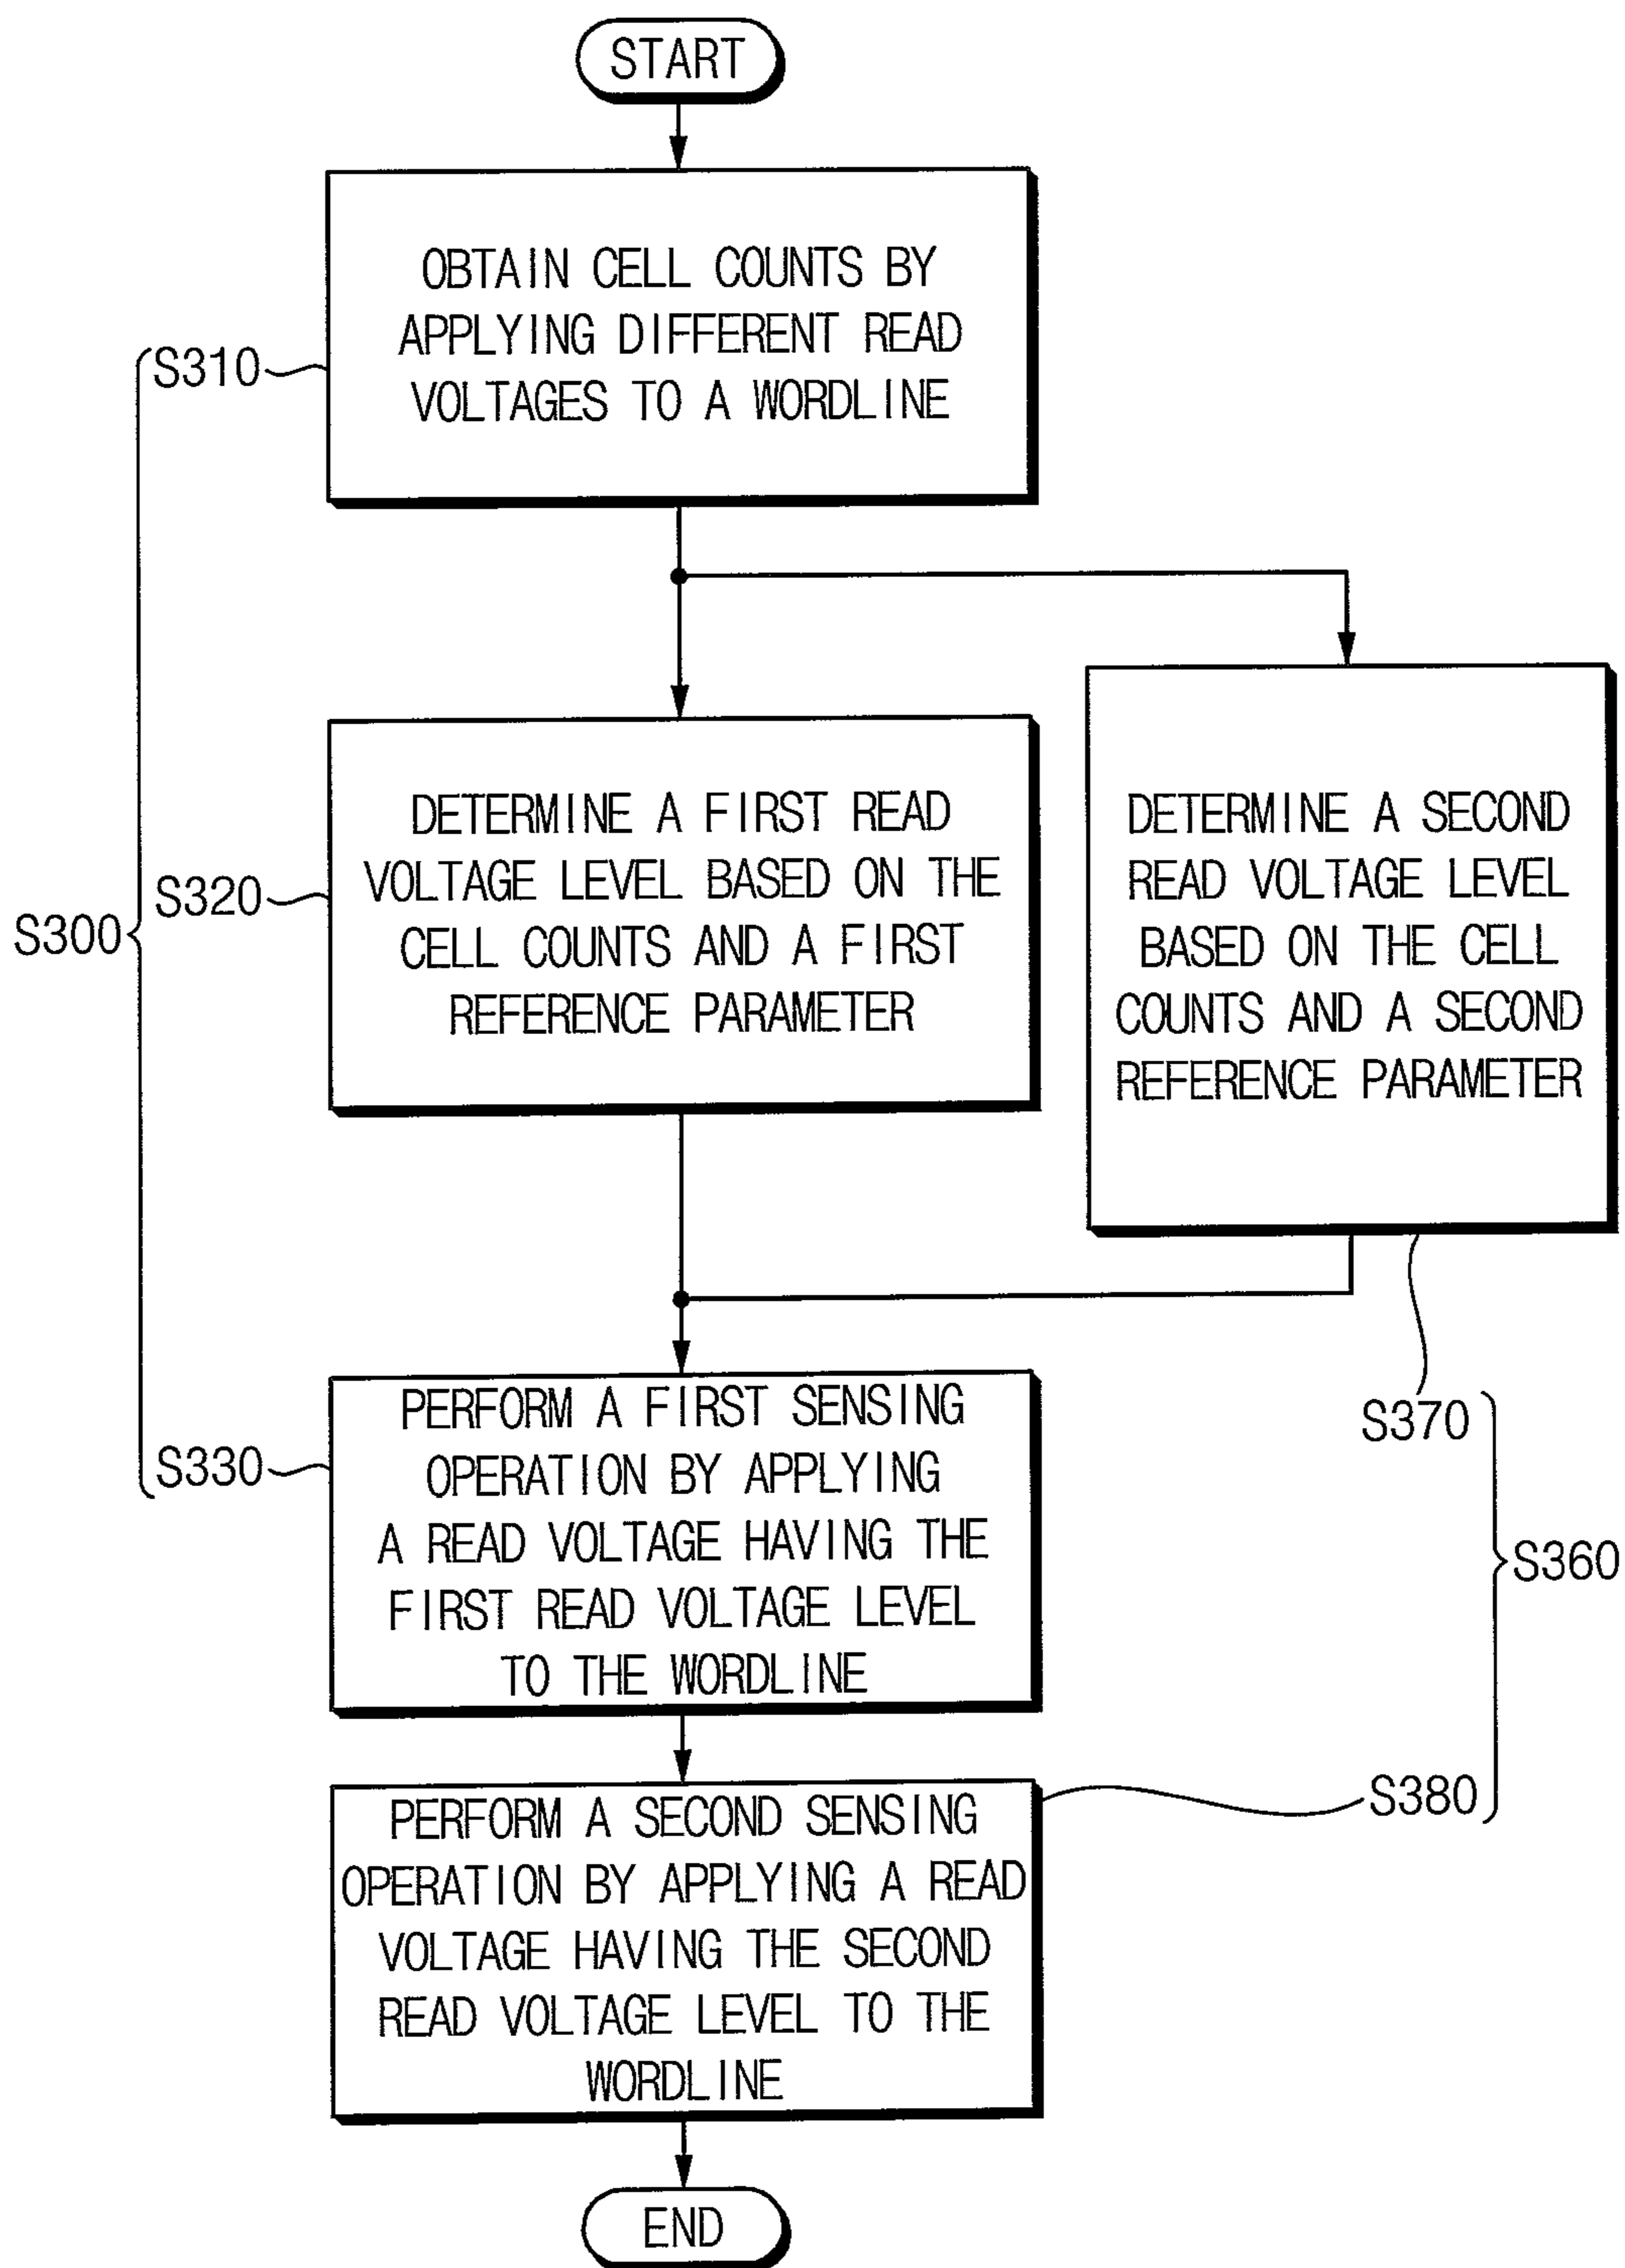 START
OBTAIN CELL COUNTS BY
APPLYING DIFFERENT READ
VOLTAGES TO A WORDLINE
S310
DETERMINE A FIRST READ
VOLTAGE LEVEL BASED ON THE
CELL COUNTS AND A FIRST
REFERENCE PARAMETER
S320
S300
DETERMINE A SECOND
READ VOLTAGE LEVEL
BASED ON THE CELL
COUNTS AND A SECOND
REFERENCE PARAMETER
S370
PERFORM A FIRST SENSING
OPERATION BY APPLYING
A READ VOLTAGE HAVING THE
FIRST READ VOLTAGE LEVEL
TO THE WORDLINE
S330
S360
PERFORM A SECOND SENSING
OPERATION BY APPLYING A READ
VOLTAGE HAVING THE SECOND
READ VOLTAGE LEVEL TO THE
WORDLINE
S380
END